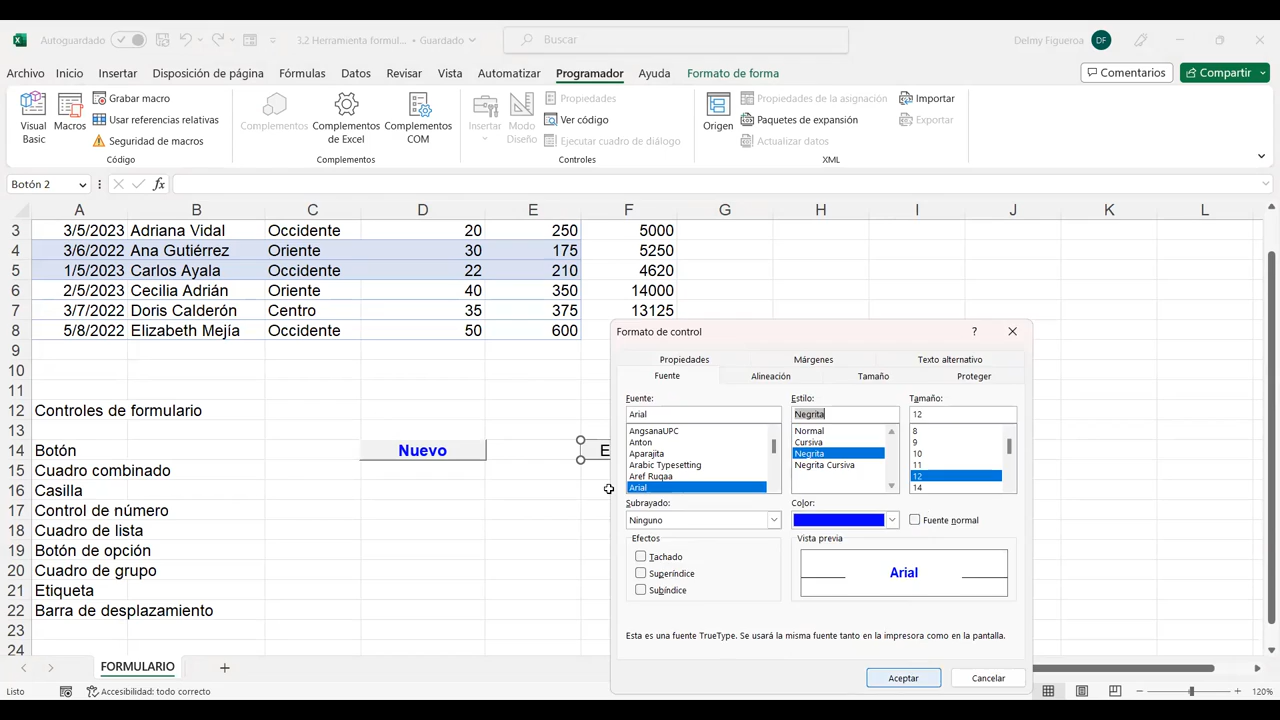 Autoguardado
3.2 Herramienta formul... • Guardado
Buscar
Delmy Figueroa
DF
Archivo Inicio Insertar Disposición de página Fórmulas Datos Revisar Vista Automatizar Programador Ayuda Formato de forma
Comentarios
Compartir
Visual Basic
Macros
Grabar macro
Usar referencias relativas
Seguridad de macros
Código
Complementos
Complementos de Excel
Complementos COM
Complementos
Insertar
Modo Diseño
Propiedades
Ver código
Ejecutar cuadro de diálogo
Controles
Origen
Propiedades de la asignación
Paquetes de expansión
Actualizar datos
Importar
Exportar
XML
Botón 2
fx
A B C D E F G H I J K L
3 3/5/2023 Adriana Vidal Occidente 20 250 5000
4 3/6/2022 Ana Gutiérrez Oriente 30 175 5250
5 1/5/2023 Carlos Ayala Occidente 22 210 4620
6 2/5/2023 Cecilia Adrián Oriente 40 350 14000
7 3/7/2022 Doris Calderón Centro 35 375 13125
8 5/8/2022 Elizabeth Mejía Occidente 50 600
9
10
11
12 Controles de formulario
13
14 Botón Nuevo E
15 Cuadro combinado
16 Casilla
17 Control de número
18 Cuadro de lista
19 Botón de opción
20 Cuadro de grupo
21 Etiqueta
22 Barra de desplazamiento
23
24
Formato de control
?
Propiedades Márgenes Texto alternativo
Fuente Alineación Tamaño Proteger
Fuente: Estilo: Tamaño:
Arial Negrita 12
AngsanaUPC Normal 8
Anton Cursiva 9
Aparajita Negrita 10
Arabic Typesetting Negrita Cursiva 11
Aref Ruqaa 12
Arial 14
Subrayado: Color:
Ninguno Fuente normal
Efectos Vista previa
Tachado
Superíndice
Subíndice
Arial
Esta es una fuente TrueType. Se usará la misma fuente tanto en la impresora como en la pantalla.
Aceptar Cancelar
FORMULARIO
Listo
Accesibilidad: todo correcto
120%